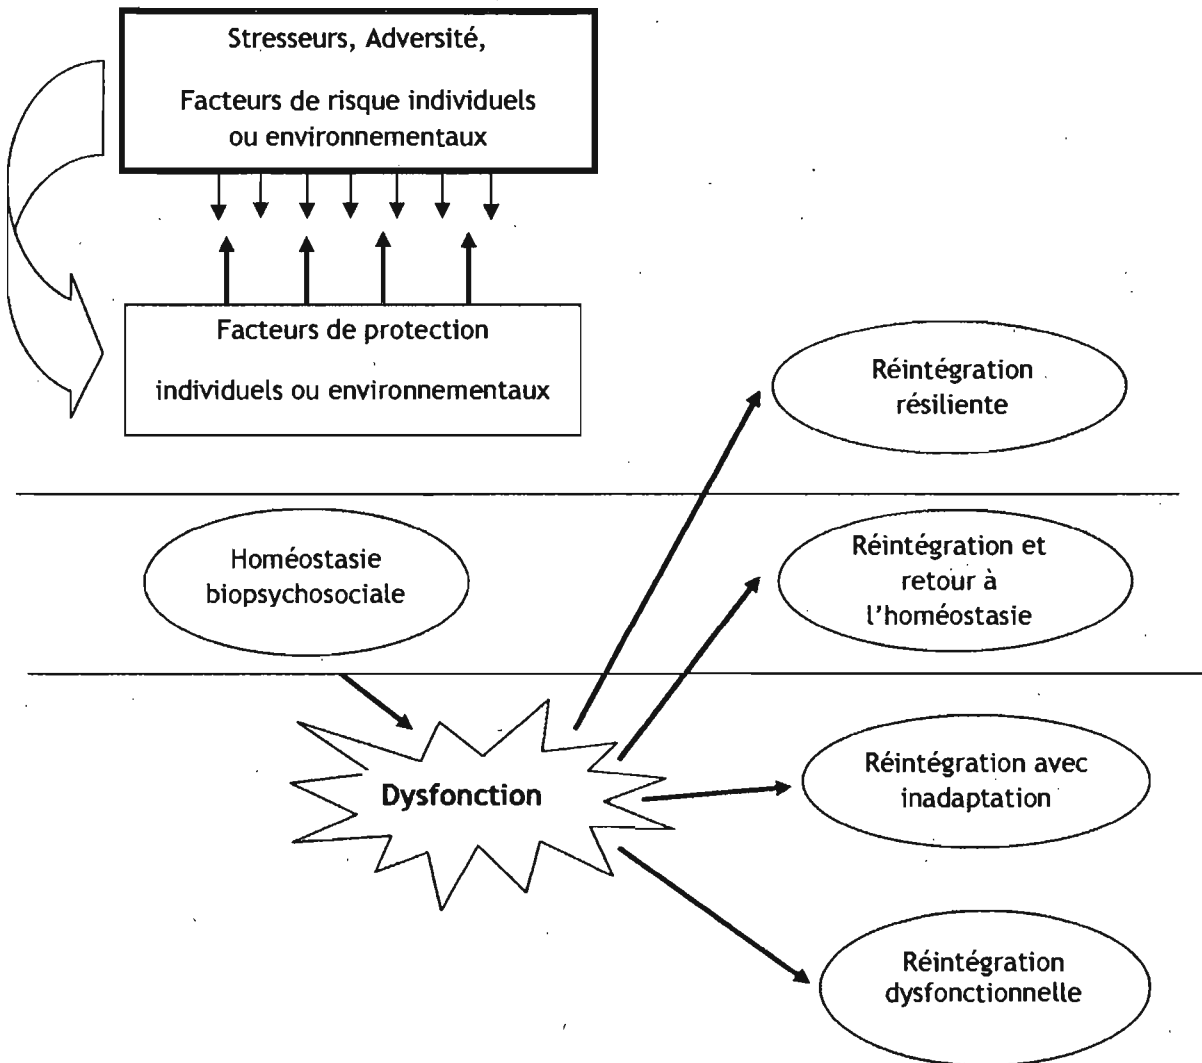 Stresseurs, Adversité,
Facteurs de risque individuels
ou environnementaux
Facteurs de protection
individuels ou environnementaux
Réintégration
résiliente
Homéostasie
biopsychosociale
Réintégration et
retour à
l'homéostasie
Dysfonction
Réintégration avec
inadaptation
Réintégration
dysfonctionnelle